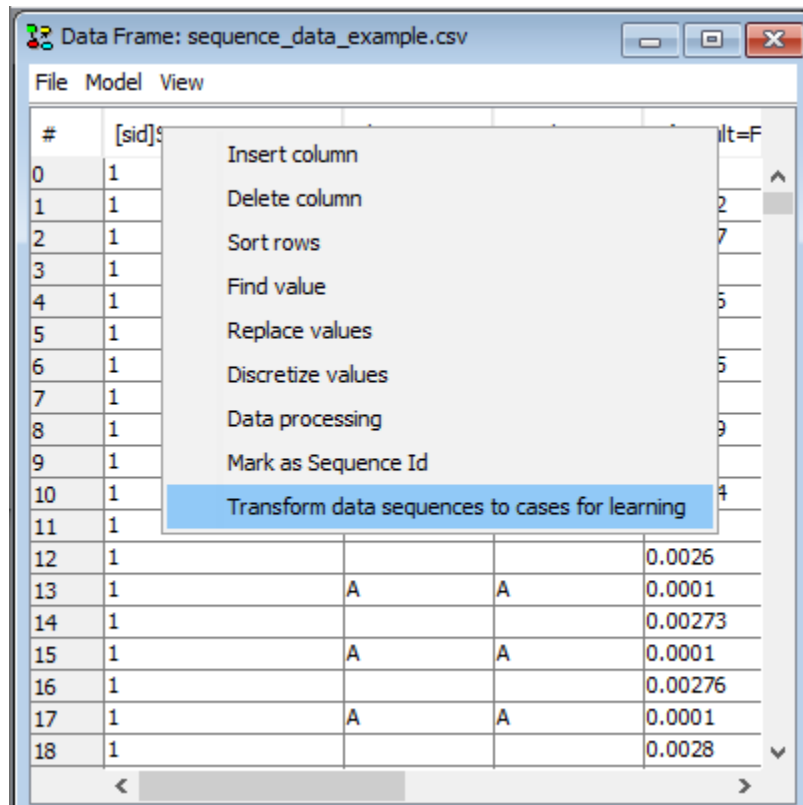 Data Frame: sequence_data_example.csv
File Model View
# [sid]
0 1
1 1 2
2 1 7
3 1
4 1
5 1
6 1
7 1
8 1
9 1
10 1 4
11 1
12 1 0.0026
13 1 A A 0.0001
14 1 0.00273
15 1 A A 0.0001
16 1 0.00276
17 1 A A 0.0001
18 1 0.0028
Insert column
Delete column
Sort rows
Find value
Replace values
Discretize values
Data processing
Mark as Sequence Id
Transform data sequences to cases for learning